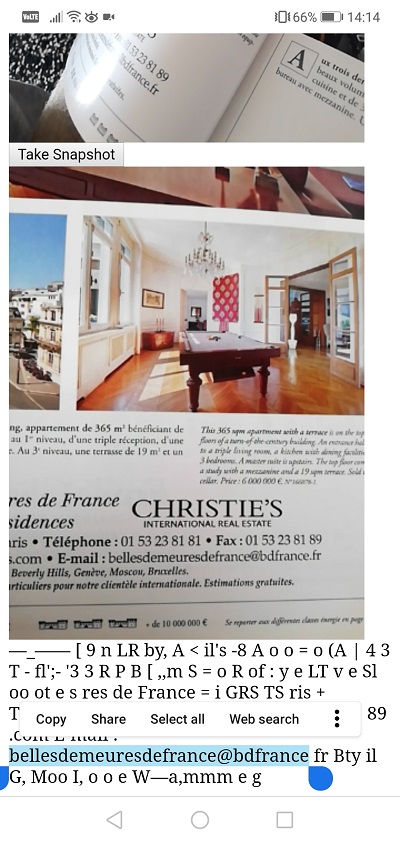 VoLTE 66% 14:14
53 23 81 89
bdfrance.fr
A ux trois
beaux
cuisine et de
bureau avec mezzanine.
Take Snapshot
ng, appartement de 365 m² bénéficiant de
au 1er niveau, d'une triple réception, d'une
e. Au 3e niveau, une terrasse de 19 m² et un
This 365 sqm apartment with a terrace is on the top
floors of a turn-of-the-century building. An entrance hall
to a triple living room, a kitchen with dining
3 bedrooms. A master suite is upstairs. The top floor
a study with a mezzanine and a 19 sqm terrace. Sold
cellar. Price : 6 000 000 €.
res de France
sidences
CHRISTIE'S
INTERNATIONAL REAL ESTATE
ris • Téléphone : 01 53 23 81 81 • Fax : 01 53 23 81 89
s.com • E-mail : bellesdemeuresdefrance@bdfrance.fr
Beverly Hills, Genève, Moscou, Bruxelles.
rticuliers pour notre clientèle internationale. Estimations gratuites.
+ de 10 000 000 € Se reporter aux différentes classes énergie en page
—_—— [ 9 n LR by, A < il's -8 A o o = o (A | 4 3
T - fl';- '3 3 R P B [ ,,m S = o R of : y e LT v e Sl
oo ot e s res de France = i GRS TS ris +
T 89
Copy Share Select all Web search
.com E-mail :
bellesdemeuresdefrance@bdfrance fr Bty il
G, Moo I, o o e W—a,mmm e g